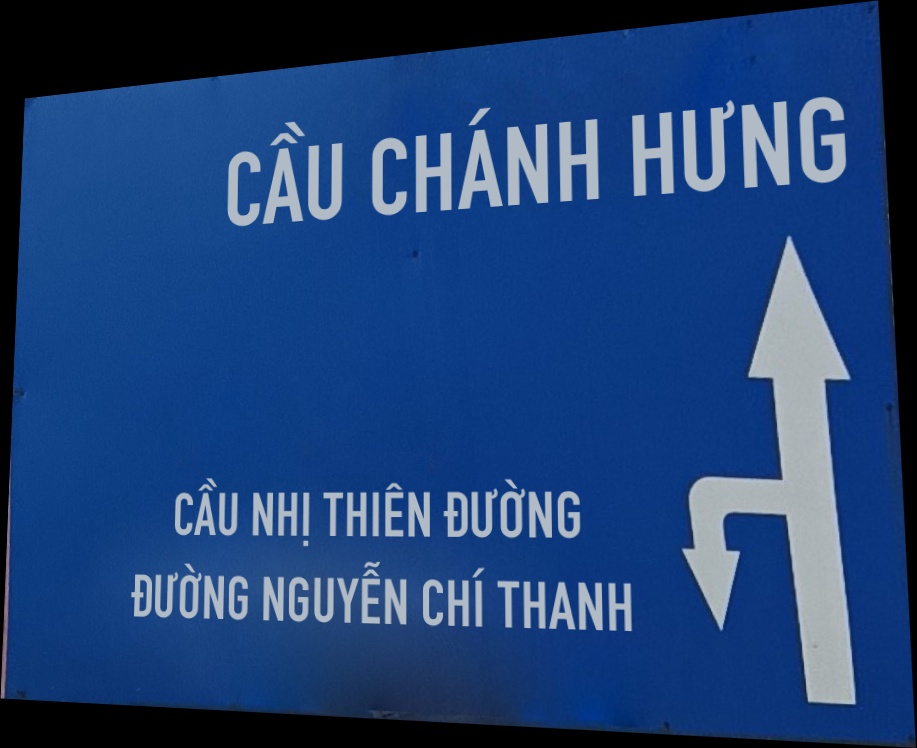 CẦU CHÁNH HƯNG
CẦU NHỊ THIÊN ĐƯỜNG
ĐƯỜNG NGUYỄN CHÍ THANH